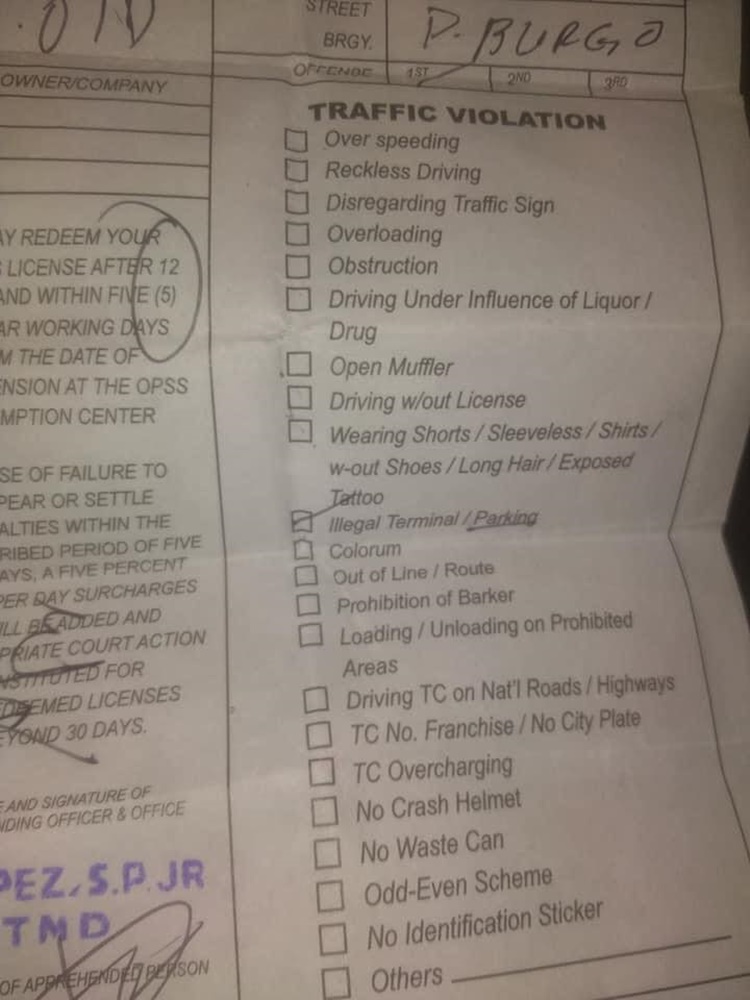 STREET
BRGY. P. BURGO
OFFENSE 1ST 2ND 3RD
OWNER/COMPANY
AY REDEEM YOUR
LICENSE AFTER 12
AND WITHIN FIVE (5)
AR WORKING DAYS
M THE DATE OF
ENSION AT THE OPSS
MPTION CENTER
SE OF FAILURE TO
PEAR OR SETTLE
ALTIES WITHIN THE
RIBED PERIOD OF FIVE
AYS, A FIVE PERCENT
PER DAY SURCHARGES
ILL BE ADDED AND
PRIATE COURT ACTION
NSTITUTED FOR
DEEMED LICENSES
EYOND 30 DAYS.
E AND SIGNATURE OF
NDING OFFICER & OFFICE
PEZ, S.P. JR
TMD
OF APPREHENDED PERSON
TRAFFIC VIOLATION
Over speeding
Reckless Driving
Disregarding Traffic Sign
Overloading
Obstruction
Driving Under Influence of Liquor /
Drug
Open Muffler
Driving w/out License
Wearing Shorts / Sleeveless / Shirts /
w-out Shoes / Long Hair / Exposed
Tattoo
Illegal Terminal / Parking
Colorum
Out of Line / Route
Prohibition of Barker
Loading / Unloading on Prohibited
Areas
Driving TC on Nat'l Roads / Highways
TC No. Franchise / No City Plate
TC Overcharging
No Crash Helmet
No Waste Can
Odd-Even Scheme
No Identification Sticker
Others